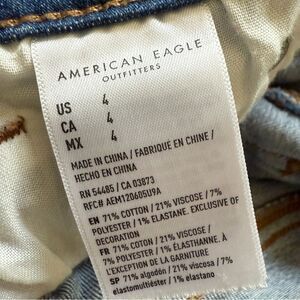 AMERICAN EAGLE
OUTFITTERS
US 4
CA 4
MX 4
MADE IN CHINA / FABRIQUE EN CHINE /
HECHO EN CHINA
RN 54485 / CA 03873
RFC# AEM120605U9A
EN 71% COTTON / 21% VISCOSE / 7%
POLYESTER / 1% ELASTANE. EXCLUSIVE OF
DECORATION
FR 71% COTON / 21% VISCOSE / 7%
POLYESTER / 1% ÉLASTHANNE. À
L'EXCEPTION DE LA GARNITURE
SP 71% algodón / 21% viscosa / 7%
elastomultiéster / 1% elastano